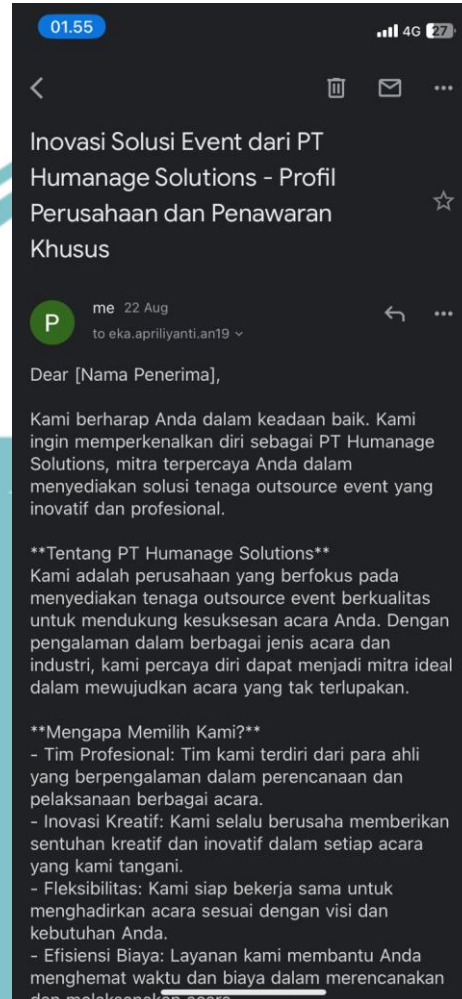 01.55
4G 27
Inovasi Solusi Event dari PT
Humanage Solutions - Profil
Perusahaan dan Penawaran
Khusus
P
me 22 Aug
to eka.apriliyanti.an19
Dear [Nama Penerima],
Kami berharap Anda dalam keadaan baik. Kami
ingin memperkenalkan diri sebagai PT Humanage
Solutions, mitra terpercaya Anda dalam
menyediakan solusi tenaga outsource event yang
inovatif dan profesional.
**Tentang PT Humanage Solutions**
Kami adalah perusahaan yang berfokus pada
menyediakan tenaga outsource event berkualitas
untuk mendukung kesuksesan acara Anda. Dengan
pengalaman dalam berbagai jenis acara dan
industri, kami percaya diri dapat menjadi mitra ideal
dalam mewujudkan acara yang tak terlupakan.
**Mengapa Memilih Kami?**
- Tim Profesional: Tim kami terdiri dari para ahli
yang berpengalaman dalam perencanaan dan
pelaksanaan berbagai acara.
- Inovasi Kreatif: Kami selalu berusaha memberikan
sentuhan kreatif dan inovatif dalam setiap acara
yang kami tangani.
- Fleksibilitas: Kami siap bekerja sama untuk
menghadirkan acara sesuai dengan visi dan
kebutuhan Anda.
- Efisiensi Biaya: Layanan kami membantu Anda
menghemat waktu dan biaya dalam merencanakan